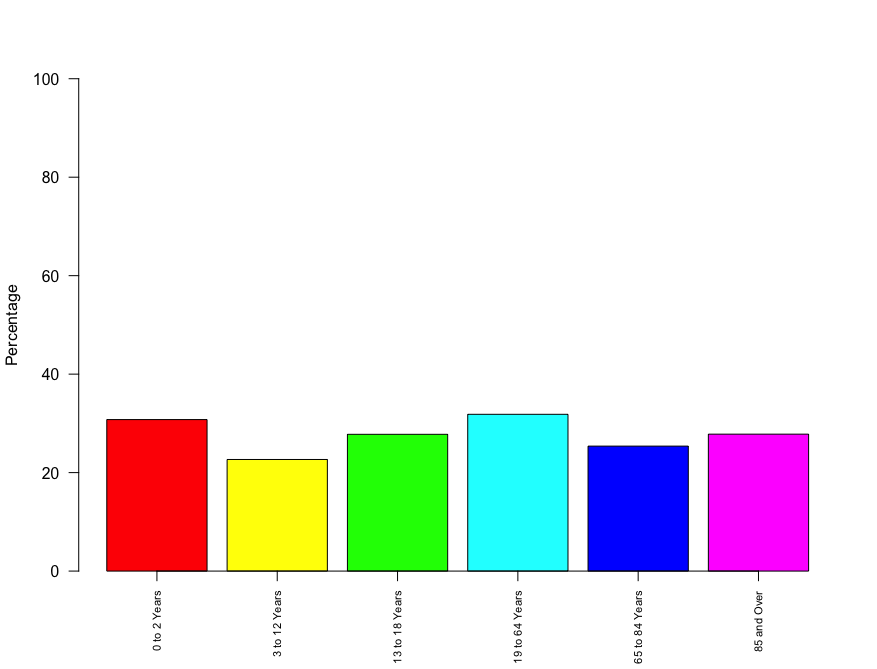 100
80
60
40
20
0
Percentage
0 to 2 Years
3 to 12 Years
13 to 18 Years
19 to 64 Years
65 to 84 Years
85 and Over